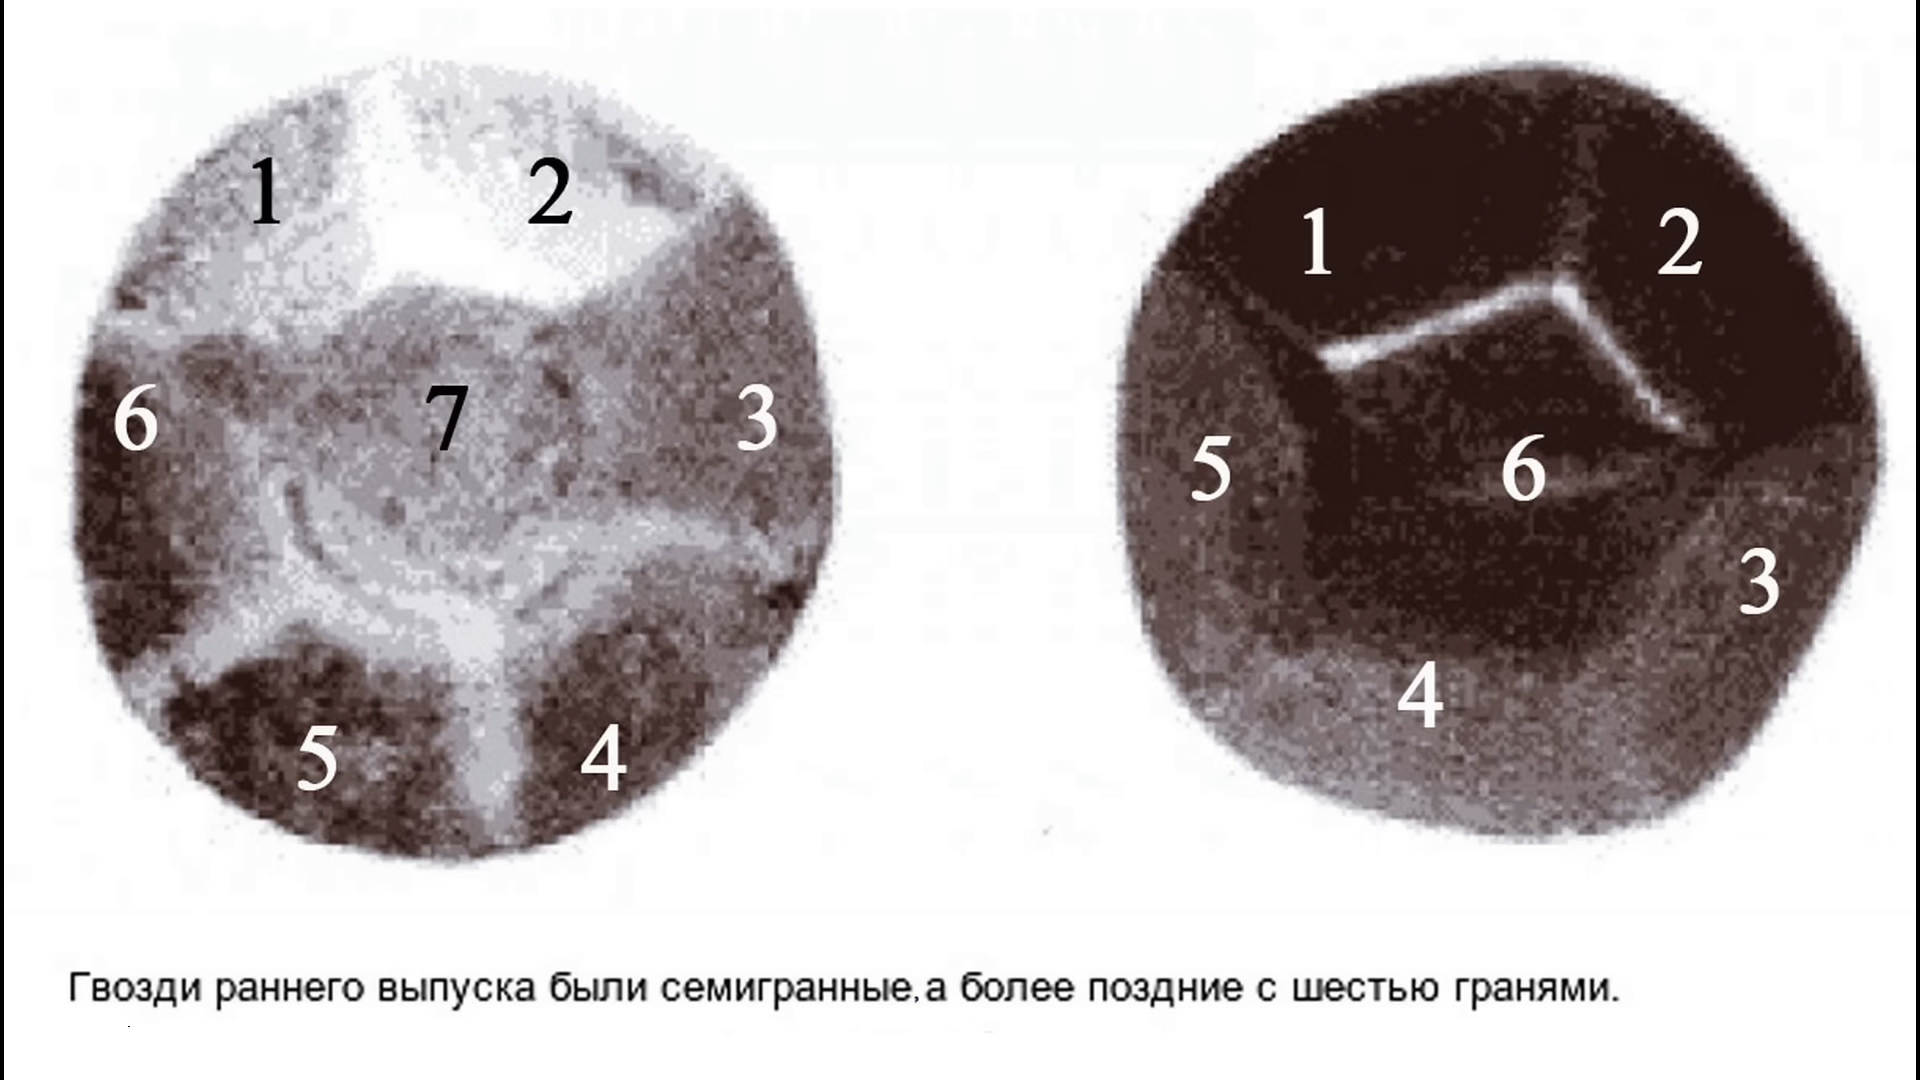 1 2 6 7 3 5 4
1 2 5 6 3 4
Гвозди раннего выпуска были семигранные,а более поздние с шестью гранями.